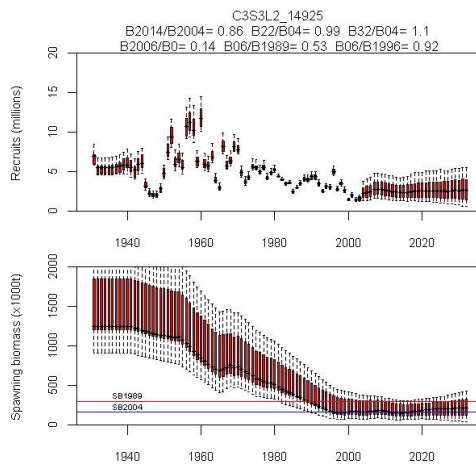 C3S3L2_14925
B2014/B2004= 0.86 B22/B04= 0.99 B32/B04= 1.1
B2006/B0= 0.14 B06/B1989= 0.53 B06/B1996= 0.92
Recruits (millions)
20
15
10
5
0
1940 1960 1980 2000 2020
Spawning biomass (x1000t)
2000
1500
1000
500
0
SB1989
SB2004
1940 1960 1980 2000 2020